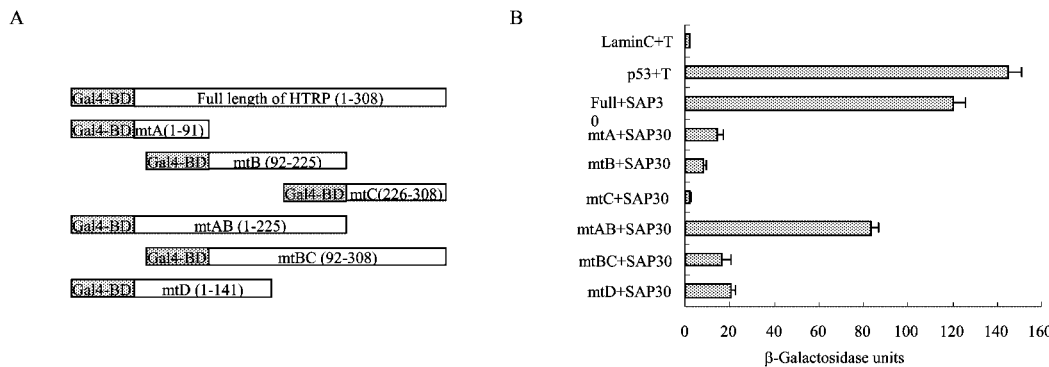 A
Gal4-BD Full length of HTRP (1-308)
Gal4-BD mtA(1-91)
Gal4-BD mtB (92-225)
Gal4-BD mtC(226-308)
Gal4-BD mtAB (1-225)
Gal4-BD mtBC (92-308)
Gal4-BD mtD (1-141)
B
LaminC+T
p53+T
Full+SAP3
0
mtA+SAP30
mtB+SAP30
mtC+SAP30
mtAB+SAP30
mtBC+SAP30
mtD+SAP30
0 20 40 60 80 100 120 140 160
β-Galactosidase units